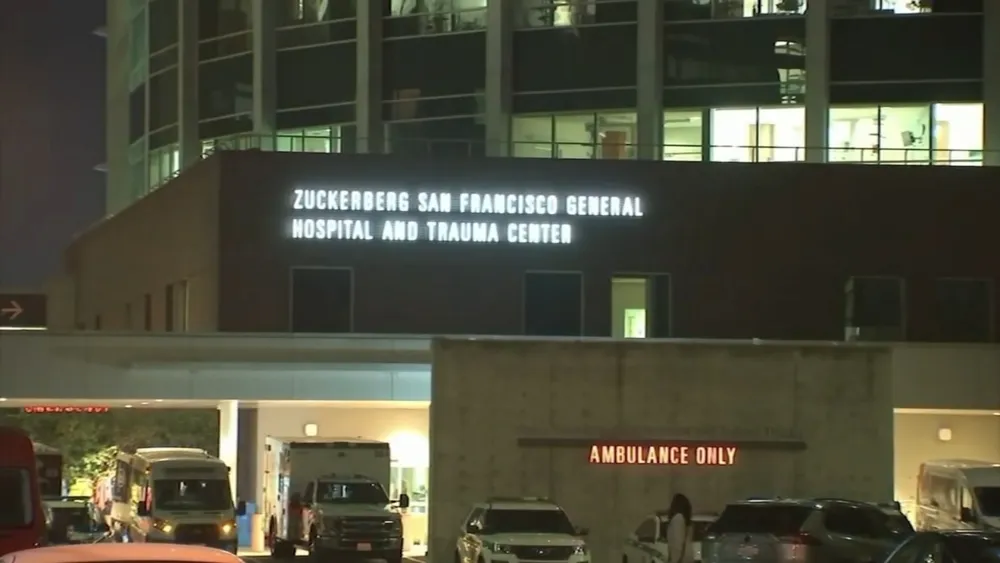 ZUCKERBERG SAN FRANCISCO GENERAL
HOSPITAL AND TRAUMA CENTER
AMBULANCE ONLY